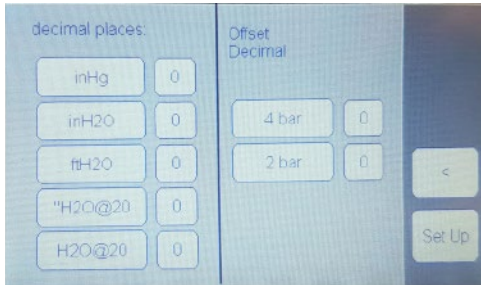 decimal places:
inHg 0
inH2O 0
ftH2O 0
"H2O@20 0
H2O@20 0
Offset
Decimal
4 bar 0
2 bar 0
<
Set Up